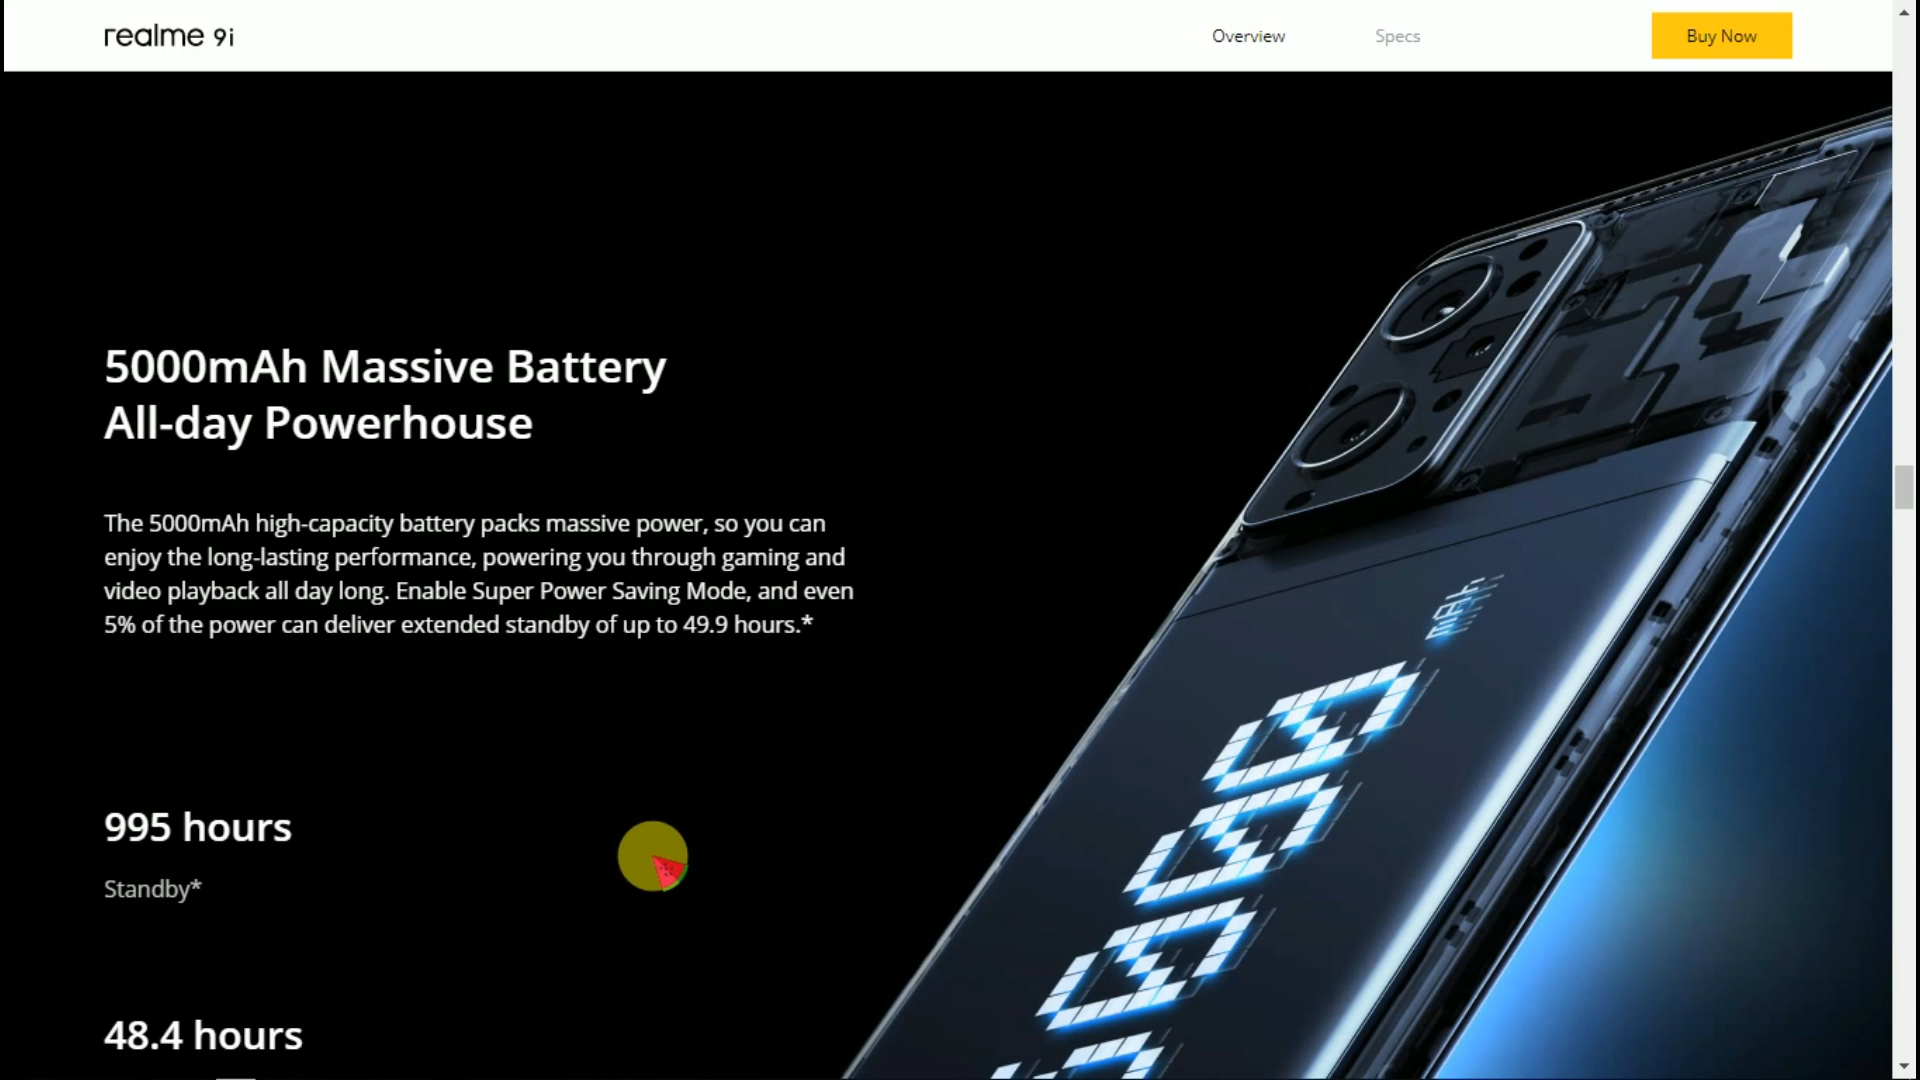 realme 9i
Overview
Specs
Buy Now
5000mAh Massive Battery
All-day Powerhouse
The 5000mAh high-capacity battery packs massive power, so you can
enjoy the long-lasting performance, powering you through gaming and
video playback all day long. Enable Super Power Saving Mode, and even
5% of the power can deliver extended standby of up to 49.9 hours.*
mAh
995 hours
Standby*
48.4 hours